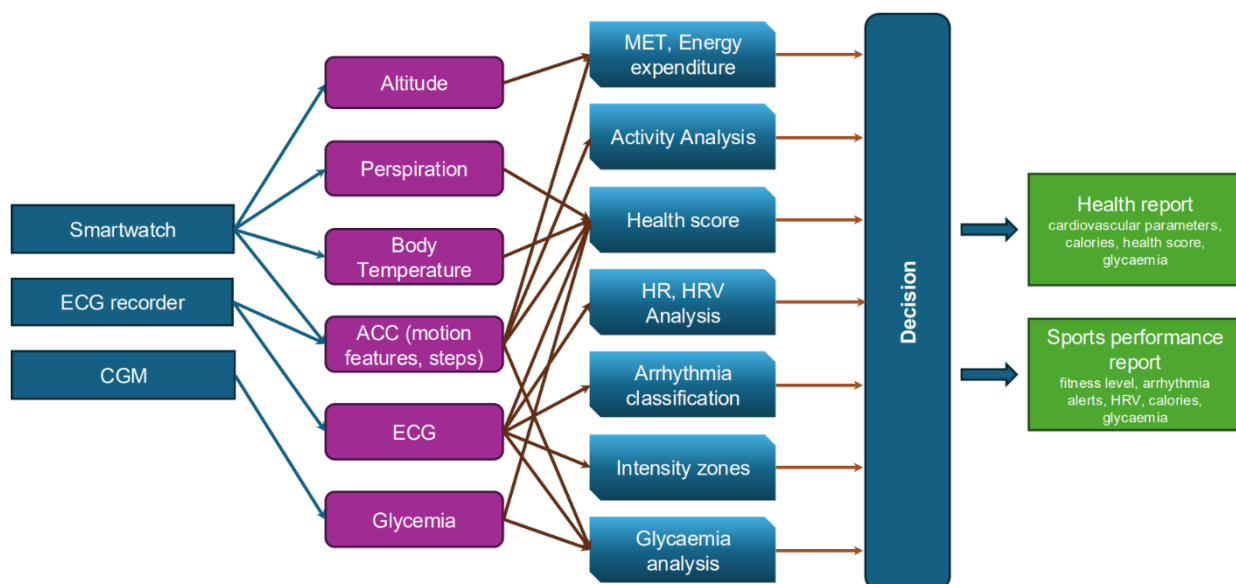 Smartwatch
ECG recorder
CGM
Altitude
Perspiration
Body
Temperature
ACC (motion
features, steps)
ECG
Glycemia
MET, Energy
expenditure
Activity Analysis
Health score
HR, HRV
Analysis
Arrhythmia
classification
Intensity zones
Glycaemia
analysis
Decision
Health report
cardiovascular parameters,
calories, health score,
glycaemia
Sports performance
report
fitness level, arrhythmia
alerts, HRV, calories,
glycaemia